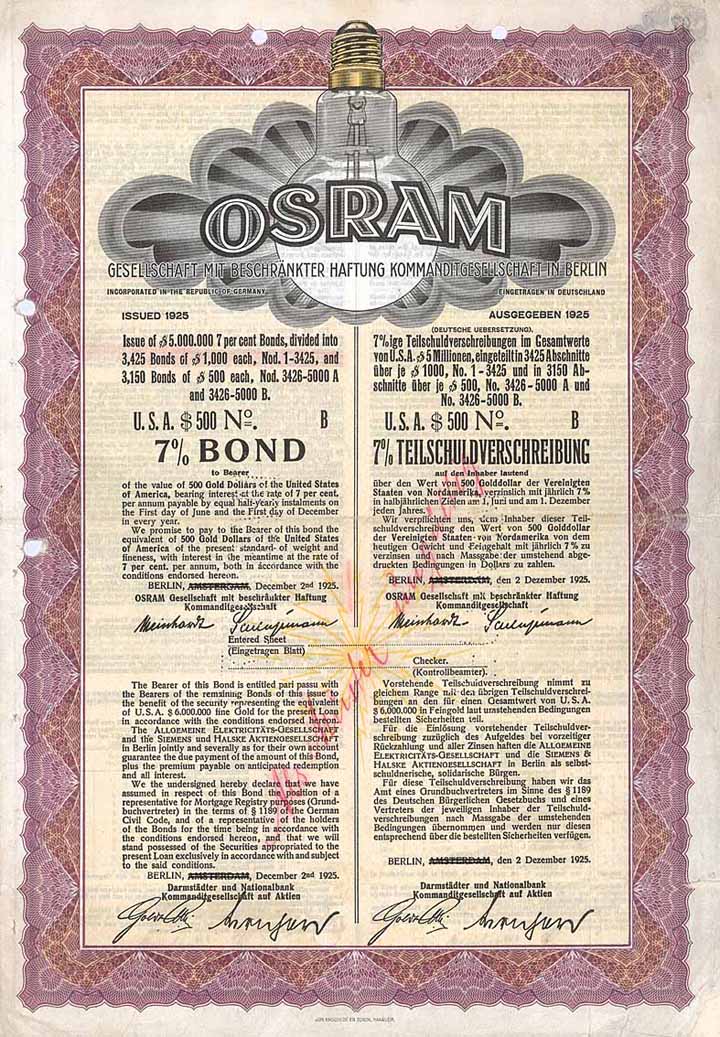 OSRAM
GESELLSCHAFT MIT BESCHRÄNKTER HAFTUNG KOMMANDITGESELLSCHAFT IN BERLIN
INCORPORATED IN THE REPUBLIC OF GERMANY
EINGETRAGEN IN DEUTSCHLAND
ISSUED 1925
Issue of $ 5.000.000 7 per cent Bonds, divided into
3,425 Bonds of $ 1,000 each, Nod. 1-3425, and
3,150 Bonds of $ 500 each, Nod. 3426-5000 A
and 3426-5000 B.
U.S.A. $ 500 No. B
7% BOND
to Bearer
of the value of 500 Gold Dollars of the United States
of America, bearing interest at the rate of 7 per cent.
per annum payable by equal half-yearly instalments on
the First day of June and the First day of December
in every year.
We promise to pay to the Bearer of this bond the
equivalent of 500 Gold Dollars of the United States
of America of the present standard of weight and
fineness, with interest in the meantime at the rate of
7 per cent. per annum, both in accordance with the
conditions endorsed hereon.
BERLIN, AMSTERDAM, December 2nd 1925.
OSRAM Gesellschaft mit beschränkter Haftung
Kommanditgesellschaft
Meinhardt
AUSGEGEBEN 1925
(DEUTSCHE UEBERSETZUNG).
7%ige Teilschuldverschreibungen im Gesamtwerte
von U.S.A. $ 5 Millionen, eingeteilt in 3425 Abschnitte
über je $ 1000, No. 1-3425 und in 3150 Ab-
schnitte über je $ 500, No. 3426-5000 A und
No. 3426-5000 B.
U.S.A. $ 500 No. B
7% TEILSCHULDVERSCHREIBUNG
auf den Inhaber lautend
über den Wert von 500 Golddollar der Vereinigten
Staaten von Nordamerika, verzinslich mit jährlich 7%
in halbjährlichen Zielen am 1. Juni und am 1. Dezember
jeden Jahres.
Wir verpflichten uns, dem Inhaber dieser Teil-
schuldverschreibung den Wert von 500 Golddollar
der Vereinigten Staaten von Nordamerika von dem
heutigen Gewicht und Feingehalt mit jährlich 7% zu
verzinsen und nach Massgabe der umstehend abge-
druckten Bedingungen in Dollars zu zahlen.
BERLIN, AMSTERDAM, den 2 Dezember 1925.
OSRAM Gesellschaft mit beschränkter Haftung
Kommanditgesellschaft
Meinhardt
Entered Sheet
(Eingetragen Blatt)
Checker.
(Kontrollbeamter).
The Bearer of this Bond is entitled pari passu with
the Bearers of the remaining Bonds of this issue to
the benefit of the security representing the equivalent
of U.S.A. $ 6.000.000 fine Gold for the present Loan
in accordance with the conditions endorsed hereon.
The ALLGEMEINE ELEKTRICITÄTS-GESELLSCHAFT
and the SIEMENS und HALSKE AKTIENGESELLSCHAFT
in Berlin jointly and severally as for their own account
guarantee the due payment of the amount of this Bond,
plus the premium payable on anticipated redemption
and all interest.
We the undersigned hereby declare that we have
assumed in respect of this Bond the position of a
representative for Mortgage Registry purposes (Grund-
buchvertreter) in the terms of § 1189 of the German
Civil Code, and of a representative of the holders
of the Bonds for the time being in accordance with
the conditions endorsed hereon, and that we will
stand possessed of the Securities appropriated to the
present Loan exclusively in accordance with and subject
to the said conditions.
BERLIN, AMSTERDAM, December 2nd 1925.
Darmstädter und Nationalbank
Kommanditgesellschaft auf Aktien
Vorstehende Teilschuldverschreibung nimmt zu
gleichem Range mit den übrigen Teilschuldverschrei-
bungen an den für einen Gesamtwert von U.S.A.
$ 6,000,000 in Feingold laut umstehenden Bedingungen
bestellten Sicherheiten teil.
Für die Einlösung vorstehender Teilschuldver-
schreibung zuzüglich des Aufgeldes bei vorzeitiger
Rückzahlung und aller Zinsen haften die ALLGEMEINE
ELEKTRICITÄTS-GESELLSCHAFT und die SIEMENS &
HALSKE AKTIENGESELLSCHAFT in Berlin als selbst-
schuldnerische, solidarische Bürgen.
Für diese Teilschuldverschreibung haben wir das
Amt eines Grundbuchvertreters im Sinne des § 1189
des Deutschen Bürgerlichen Gesetzbuchs und eines
Vertreters der jeweiligen Inhaber der Teilschuld-
verschreibungen nach Massgabe der umstehenden
Bedingungen übernommen und werden nur diesen
entsprechend über die bestellten Sicherheiten verfügen.
BERLIN, AMSTERDAM, den 2 Dezember 1925.
Darmstädter und Nationalbank
Kommanditgesellschaft auf Aktien